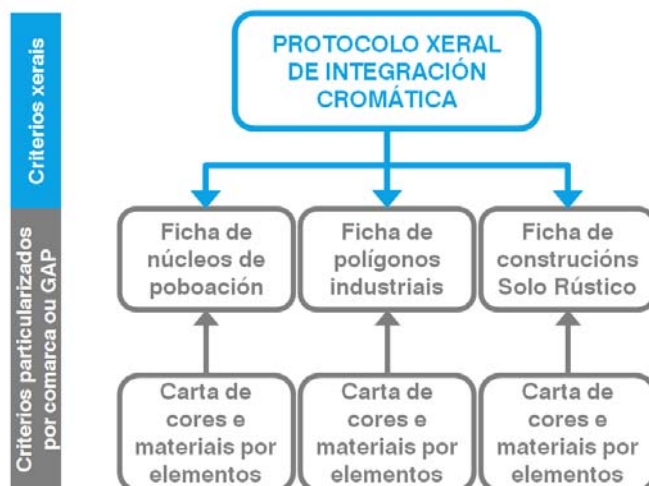 Criterios xerais
PROTOCOLO XERAL
DE INTEGRACIÓN
CROMÁTICA
Criterios particularizados
por comarca ou GAP
Ficha de
núcleos de
poboación
Ficha de
polígonos
industriais
Ficha de
construcións
Solo Rústico
Carta de
cores e
materiais por
elementos
Carta de
cores e
materiais por
elementos
Carta de
cores e
materiais por
elementos